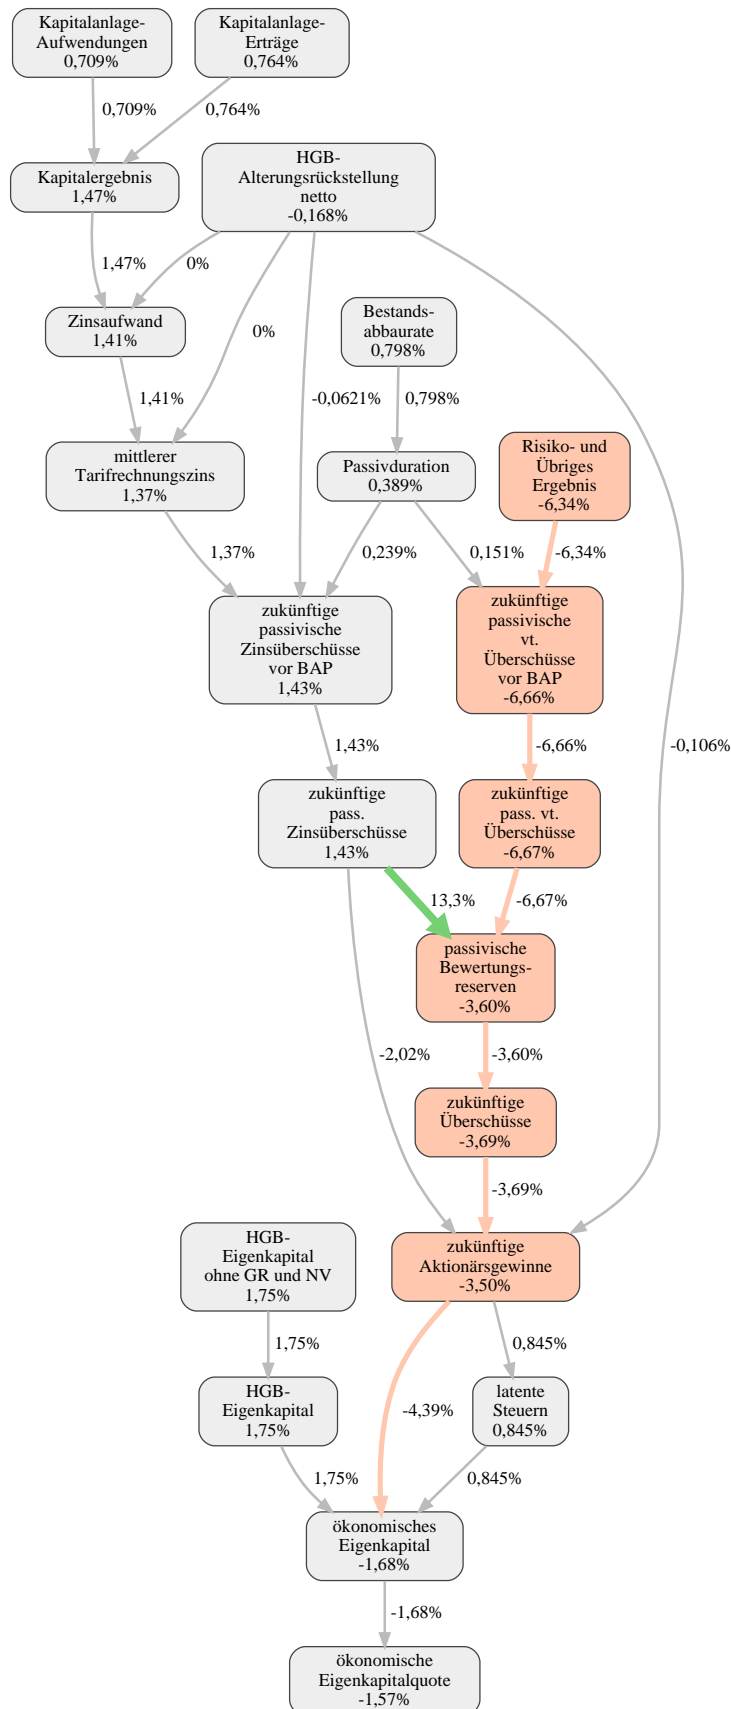 Kapitalanlage-
Aufwendungen
0,709%
Kapitalanlage-
Erträge
0,764%
0,709%
0,764%
Kapitalergebnis
1,47%
HGB-
Alterungsrückstellung
netto
-0,168%
1,47%
0%
Zinsaufwand
1,41%
0%
Bestands-
abbaurate
0,798%
1,41%
-0,0621%
0,798%
mittlerer
Tarifrechnungszins
1,37%
Passivduration
0,389%
Risiko- und
Übriges
Ergebnis
-6,34%
1,37%
0,239%
0,151%
-6,34%
zukünftige
passivische
Zinsüberschüsse
vor BAP
1,43%
zukünftige
passivische
vt.
Überschüsse
vor BAP
-6,66%
1,43%
-6,66%
-0,106%
zukünftige
pass.
Zinsüberschüsse
1,43%
zukünftige
pass. vt.
Überschüsse
-6,67%
13,3%
-6,67%
passivische
Bewertungs-
reserven
-3,60%
-2,02%
-3,60%
zukünftige
Überschüsse
-3,69%
-3,69%
HGB-
Eigenkapital
ohne GR und NV
1,75%
zukünftige
Aktionärsgewinne
-3,50%
1,75%
0,845%
HGB-
Eigenkapital
1,75%
-4,39%
latente
Steuern
0,845%
1,75%
0,845%
ökonomisches
Eigenkapital
-1,68%
-1,68%
ökonomische
Eigenkapitalquote
-1,57%